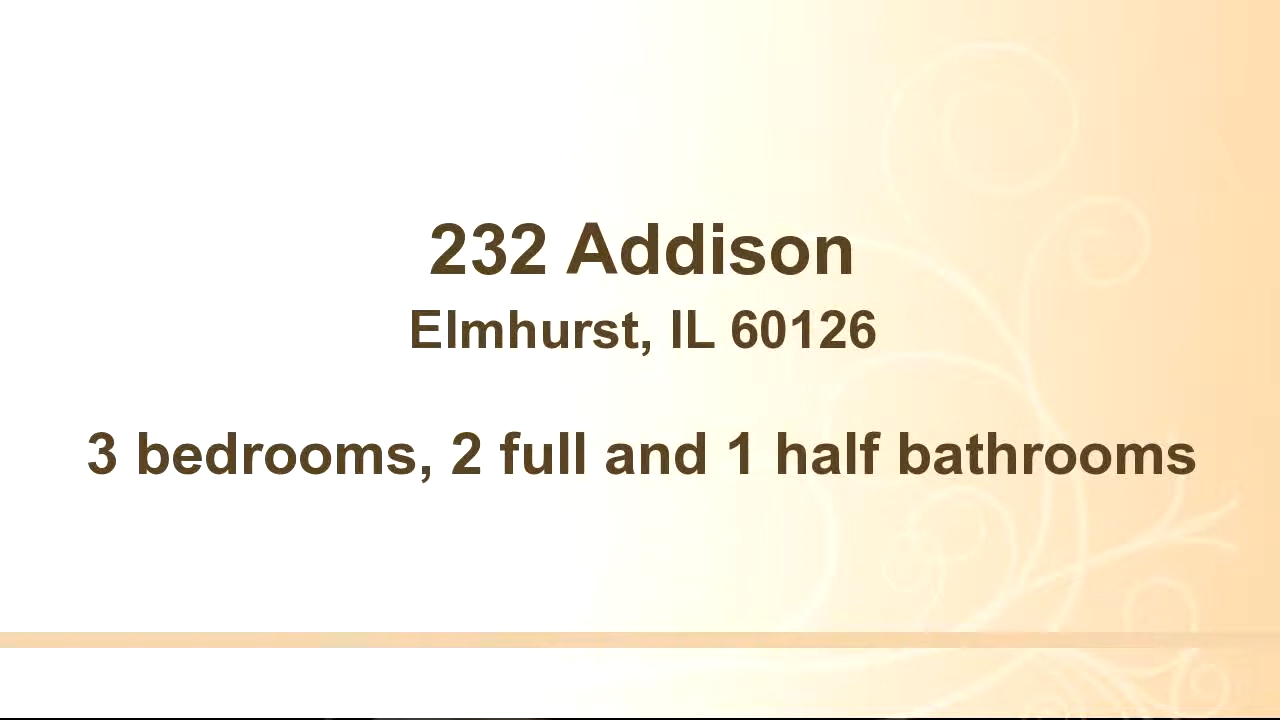 232 Addison
Elmhurst, IL 60126
3 bedrooms, 2 full and 1 half bathrooms